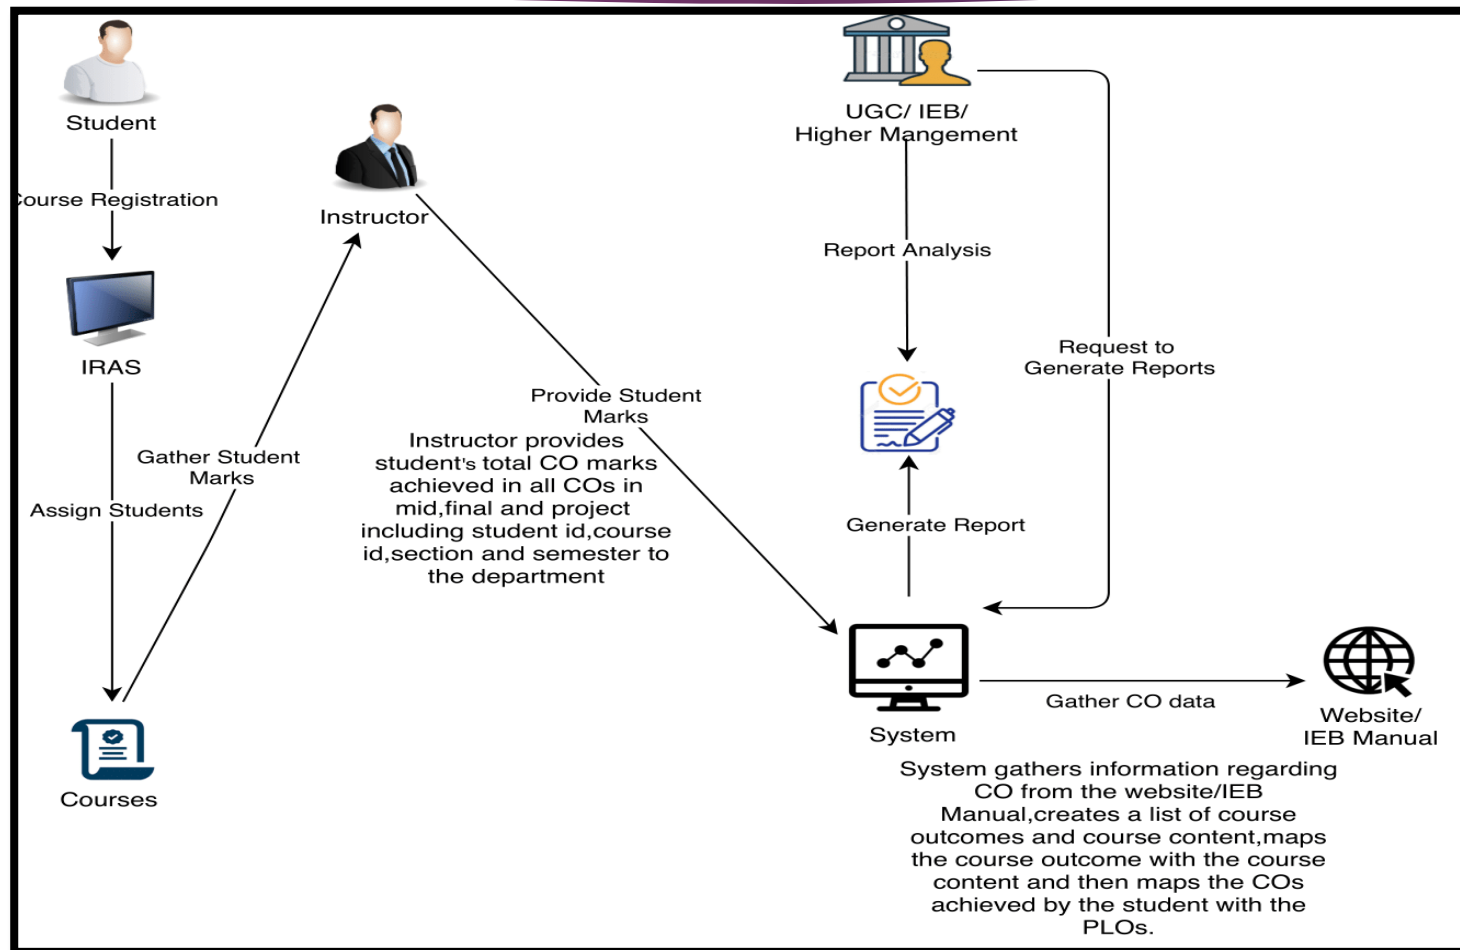 Student
Course Registration
IRAS
Assign Students
Courses
Gather Student
Marks
Instructor
Provide Student
Marks
Instructor provides
student's total CO marks
achieved in all COs in
mid,final and project
including student id,course
id,section and semester to
the department
UGC/ IEB/
Higher Mangement
Report Analysis
Request to
Generate Reports
Generate Report
System
Gather CO data
Website/
IEB Manual
System gathers information regarding
CO from the website/IEB
Manual,creates a list of course
outcomes and course content,maps
the course outcome with the course
content and then maps the COs
achieved by the student with the
PLOs.